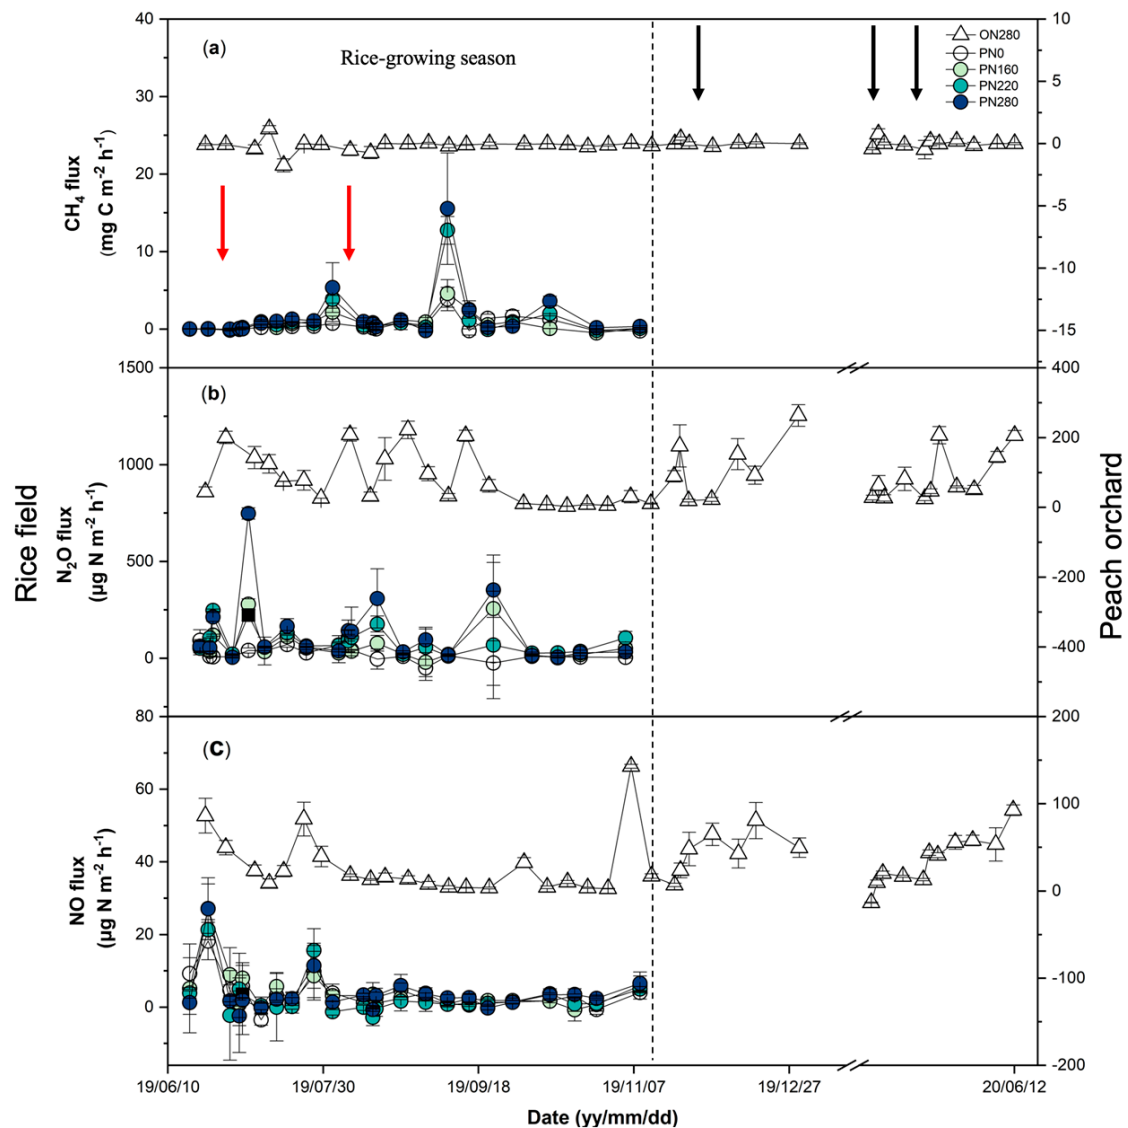 (a)
Rice-growing season
ON280
PN0
PN160
PN220
PN280
40
30
20
10
0
10
5
0
-5
-10
-15
CH4 flux
(mg C m-2 h-1)
(b)
1500
1000
500
0
400
200
0
-200
-400
N2O flux
(µg N m-2 h-1)
Rice field
Peach orchard
(c)
80
60
40
20
0
200
100
0
-100
-200
NO flux
(µg N m-2 h-1)
19/06/10
19/07/30
19/09/18
19/11/07
19/12/27
20/06/12
Date (yy/mm/dd)